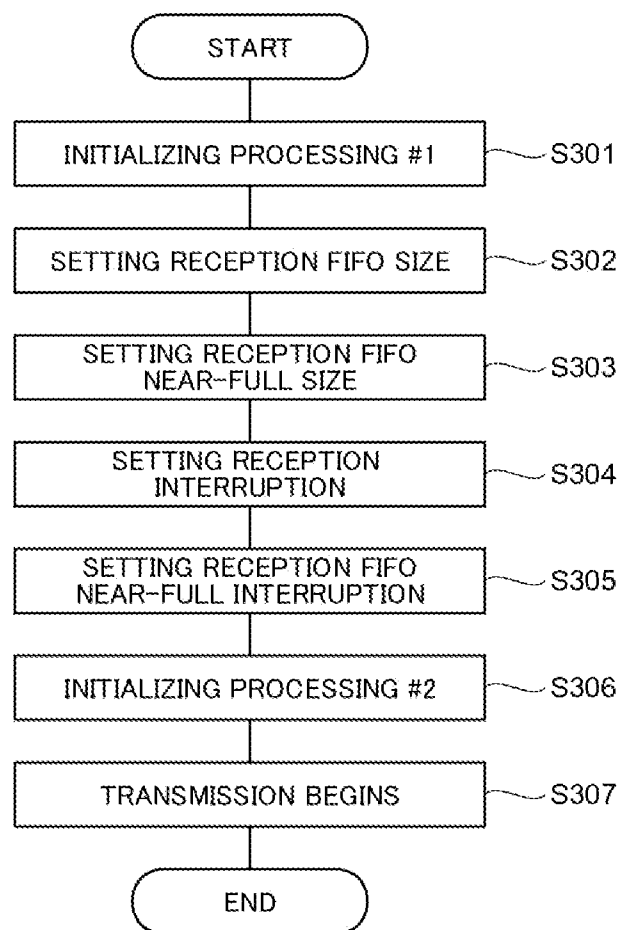 START
INITIALIZING PROCESSING #1
S301
SETTING RECEPTION FIFO SIZE
S302
SETTING RECEPTION FIFO
NEAR-FULL SIZE
S303
SETTING RECEPTION
INTERRUPTION
S304
SETTING RECEPTION FIFO
NEAR-FULL INTERRUPTION
S305
INITIALIZING PROCESSING #2
S306
TRANSMISSION BEGINS
S307
END